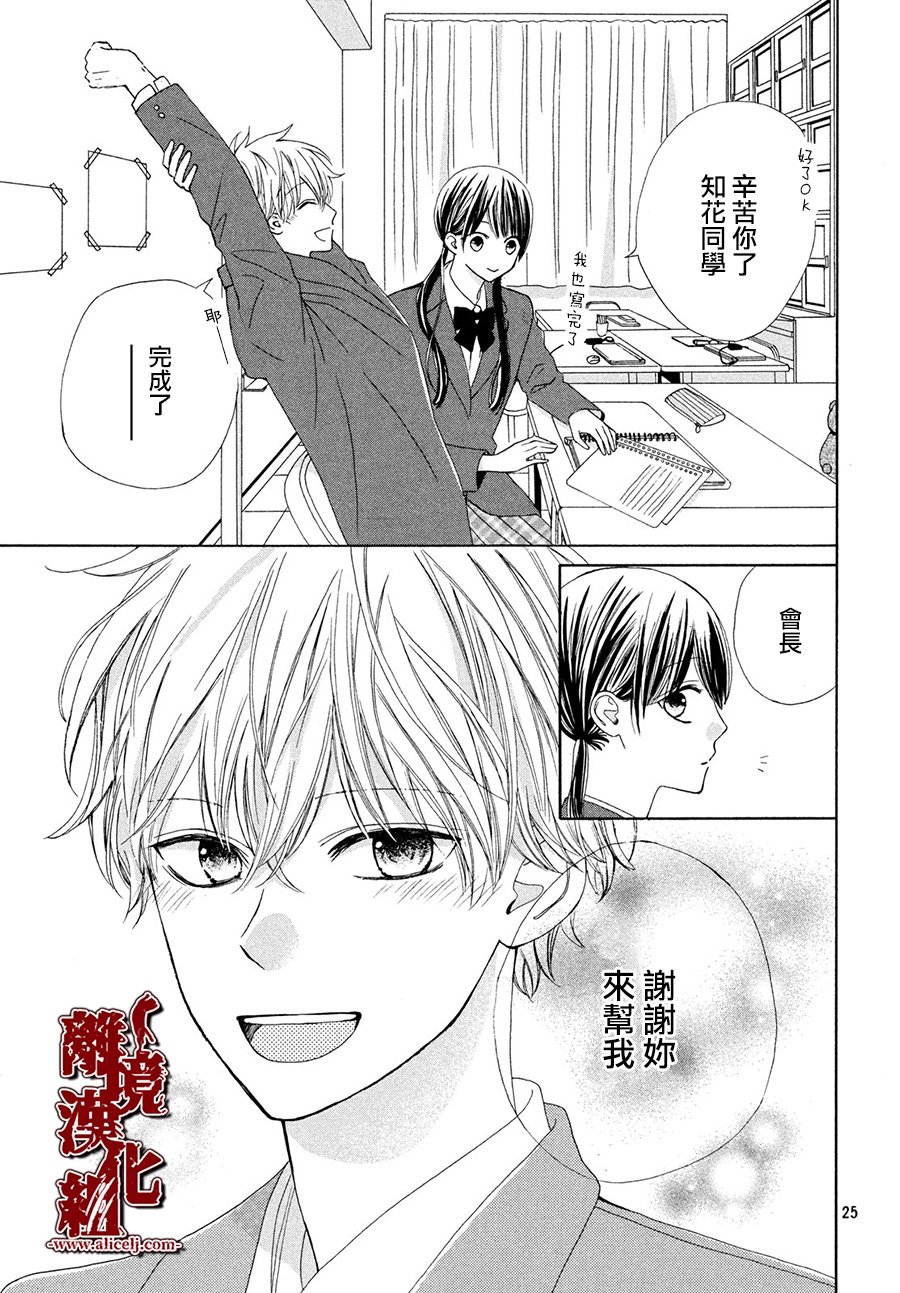 辛苦你了
知花同學
好了OK
我也寫完了
耶
完成了——
會長
謝謝妳
來幫我
離境漢化組
-www.alicelj.com-
25